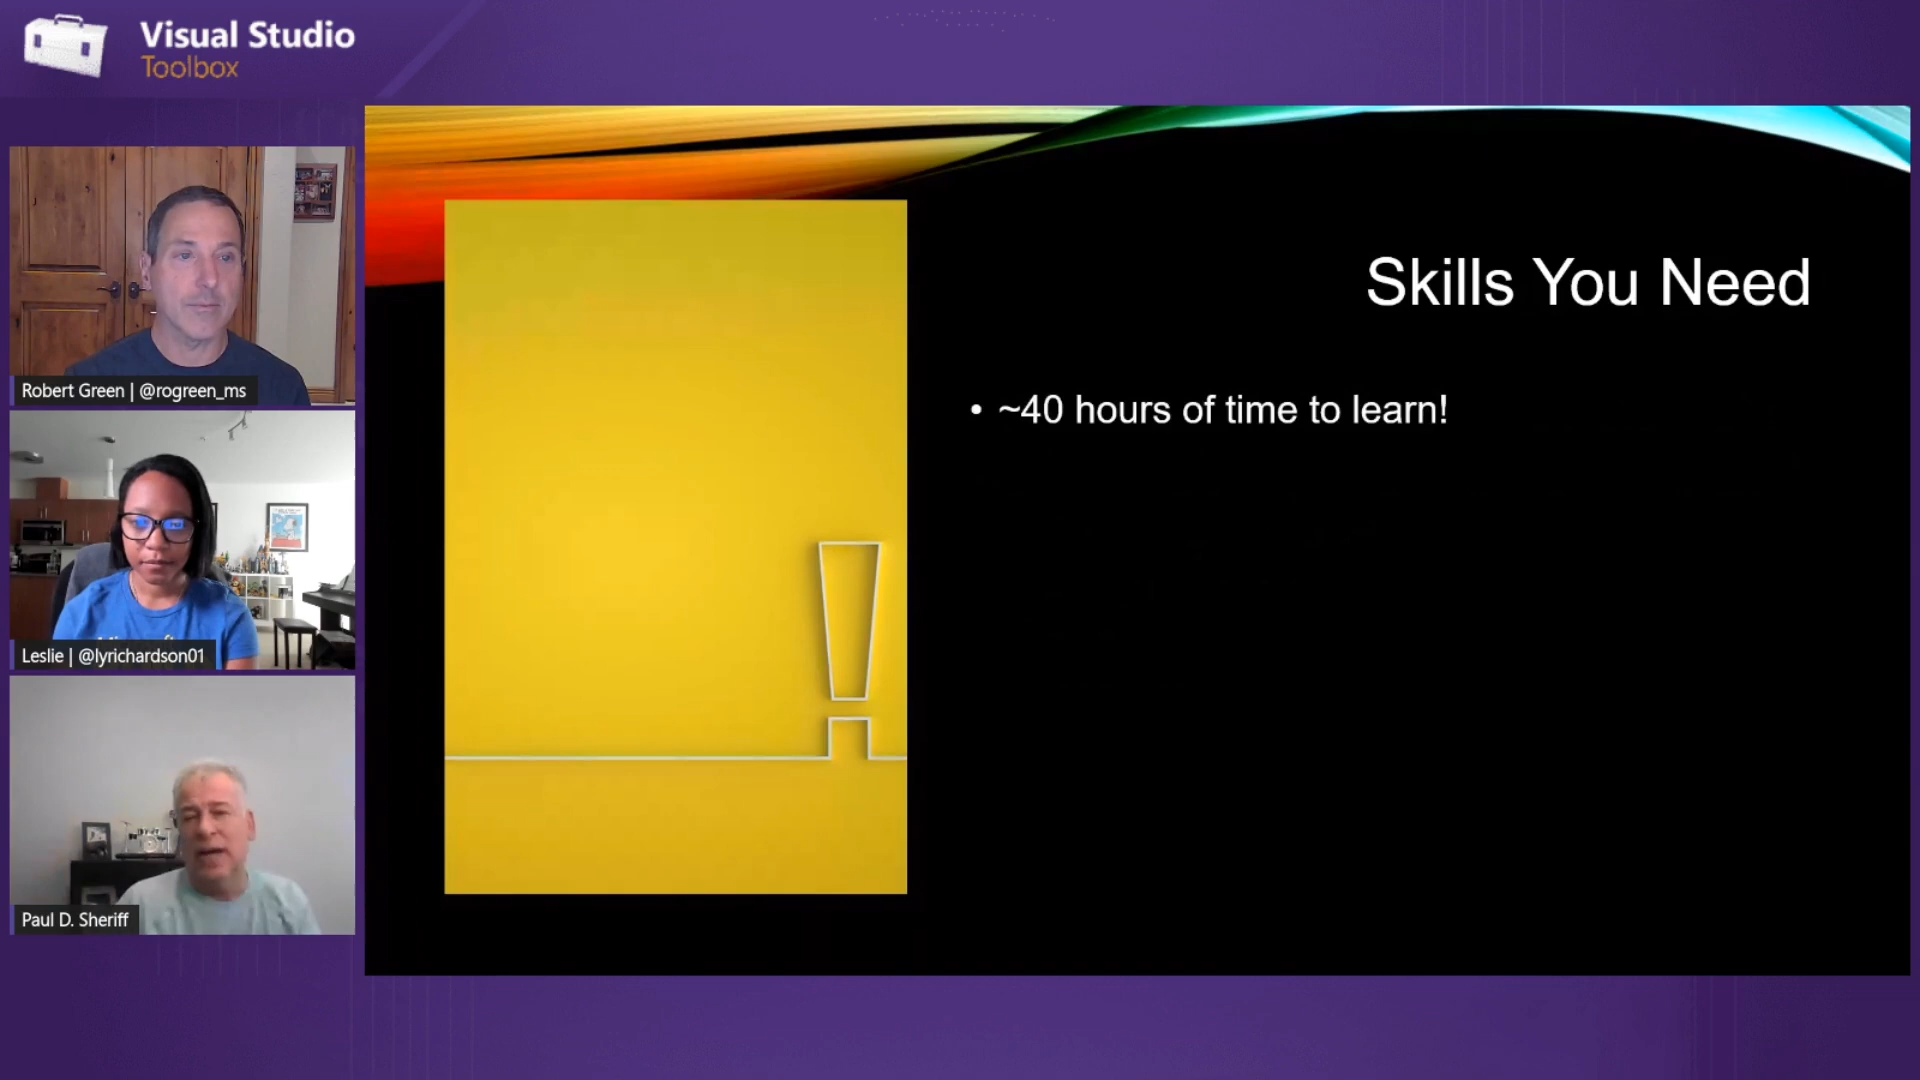 Visual Studio
Toolbox
Robert Green | @rogreen_ms
Leslie | @lyrichardson01
Paul D. Sheriff
Skills You Need
• ~40 hours of time to learn!